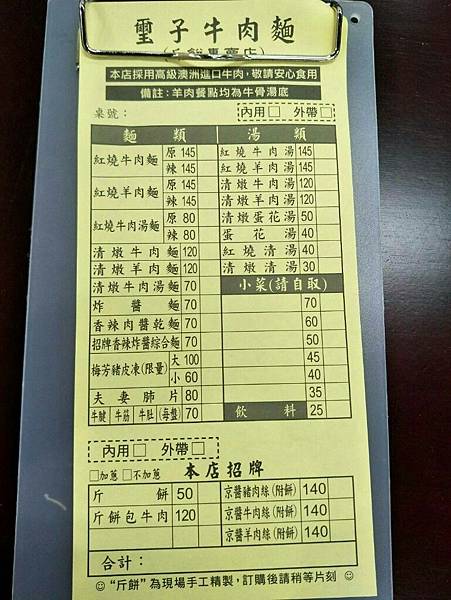 璽子牛肉麵
(斤餅專賣店)
本店採用高級澳洲進口牛肉，敬請安心食用
備註：羊肉餐點均為牛骨湯底
桌號： 內用□ 外帶□
麵類 湯類
紅燒牛肉麵 原 145 紅燒牛肉湯 145
辣 145 紅燒羊肉湯 145
紅燒羊肉麵 原 145 清燉牛肉湯 120
辣 145 清燉羊肉湯 120
紅燒牛肉湯麵 原 80 清燉蛋花湯 50
辣 80 蛋花湯 40
清燉牛肉麵 120 紅燒清湯 40
清燉羊肉麵 120 清燉清湯 30
清燉牛肉湯麵 70 小菜(請自取)
炸醬麵 70 70
香辣肉醬乾麵 70 60
招牌香辣炸醬綜合麵 70 50
梅芳豬皮凍(限量) 大 100 45
小 60 40
夫妻肺片 80 35
牛腱 牛筋 牛肚 (每盤) 70 飲料 25
內用□ 外帶□
□加蔥 □不加蔥 本店招牌
斤餅 50 京醬豬肉絲(附餅) 140
斤餅包牛肉 120 京醬牛肉絲(附餅) 140
京醬羊肉絲(附餅) 140
合計：
☺“斤餅”為現場手工精製，訂購後請稍等片刻☺